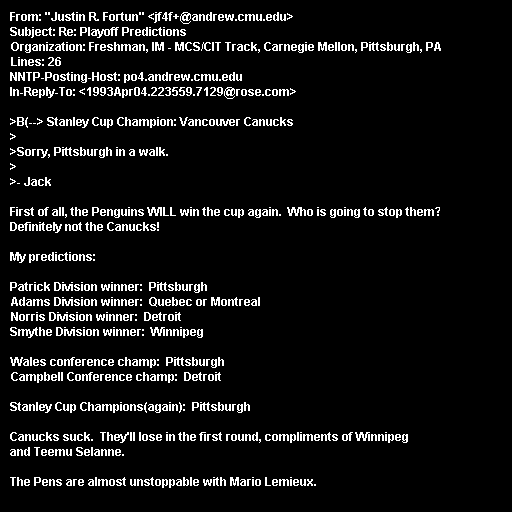 From: "Justin R. Fortun" <jf4f+@andrew.cmu.edu>
Subject: Re: Playoff Predictions
Organization: Freshman, IM - MCS/CIT Track, Carnegie Mellon, Pittsburgh, PA
Lines: 26
NNTP-Posting-Host: po4.andrew.cmu.edu
In-Reply-To: <1993Apr04.223559.7129@rose.com>

>B(--> Stanley Cup Champion: Vancouver Canucks
>
>Sorry, Pittsburgh in a walk.
>
>- Jack

First of all, the Penguins WILL win the cup again.  Who is going to stop them?
Definitely not the Canucks!

My predictions:

Patrick Division winner:  Pittsburgh
Adams Division winner:  Quebec or Montreal
Norris Division winner:  Detroit
Smythe Division winner:  Winnipeg

Wales conference champ:  Pittsburgh
Campbell Conference champ:  Detroit

Stanley Cup Champions(again):  Pittsburgh

Canucks suck.  They'll lose in the first round, compliments of Winnipeg
and Teemu Selanne.

The Pens are almost unstoppable with Mario Lemieux.